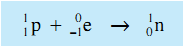 ¹₁p + ⁰₋₁e → ¹₀n